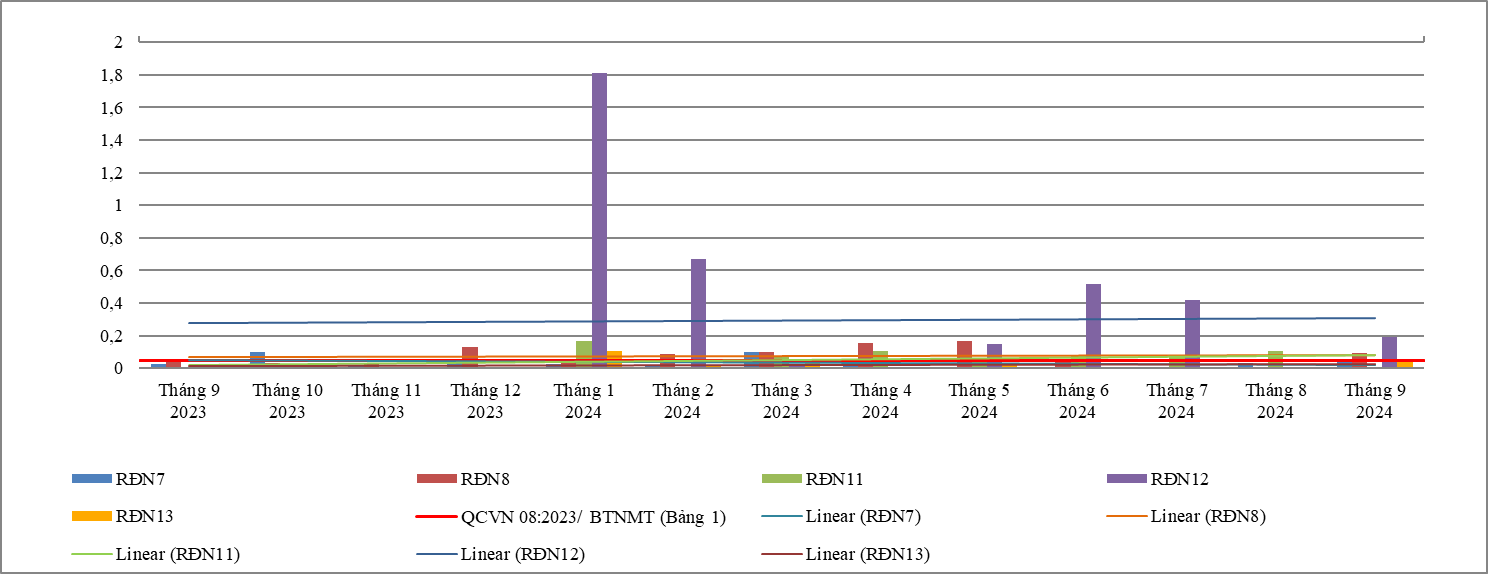 2
1,8
1,6
1,4
1,2
1
0,8
0,6
0,4
0,2
0
Tháng 9 2023
Tháng 10 2023
Tháng 11 2023
Tháng 12 2023
Tháng 1 2024
Tháng 2 2024
Tháng 3 2024
Tháng 4 2024
Tháng 5 2024
Tháng 6 2024
Tháng 7 2024
Tháng 8 2024
Tháng 9 2024
RĐN7
RĐN8
RĐN11
RĐN12
RĐN13
QCVN 08:2023/ BTNMT (Bảng 1)
Linear (RĐN7)
Linear (RĐN8)
Linear (RĐN11)
Linear (RĐN12)
Linear (RĐN13)